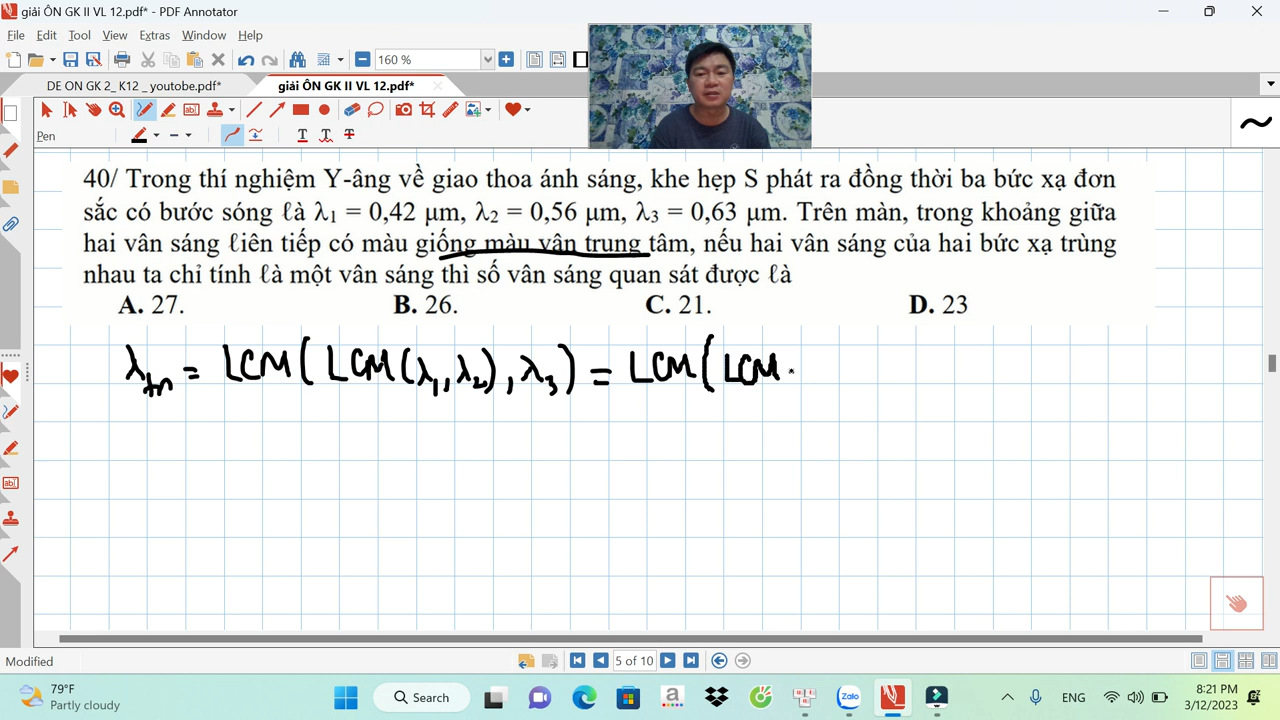 giải ÔN GK II VL 12.pdf* - PDF Annotator
File Edit Tool View Extras Window Help
160 %
DE ON GK 2_ K12 _ youtube.pdf* giải ÔN GK II VL 12.pdf*
Pen
40/ Trong thí nghiệm Y-âng về giao thoa ánh sáng, khe hẹp S phát ra đồng thời ba bức xạ đơn
sắc có bước sóng ℓà λ1 = 0,42 μm, λ2 = 0,56 μm, λ3 = 0,63 μm. Trên màn, trong khoảng giữa
hai vân sáng ℓiên tiếp có màu giống màu vân trung tâm, nếu hai vân sáng của hai bức xạ trùng
nhau ta chỉ tính ℓà một vân sáng thì số vân sáng quan sát được ℓà
A. 27. B. 26. C. 21. D. 23
λtm = LCM( LCM(λ1, λ2), λ3) = LCM(LCM
5 of 10
Modified
79°F
Partly cloudy
Search
Zalo
ENG
8:21 PM
3/12/2023